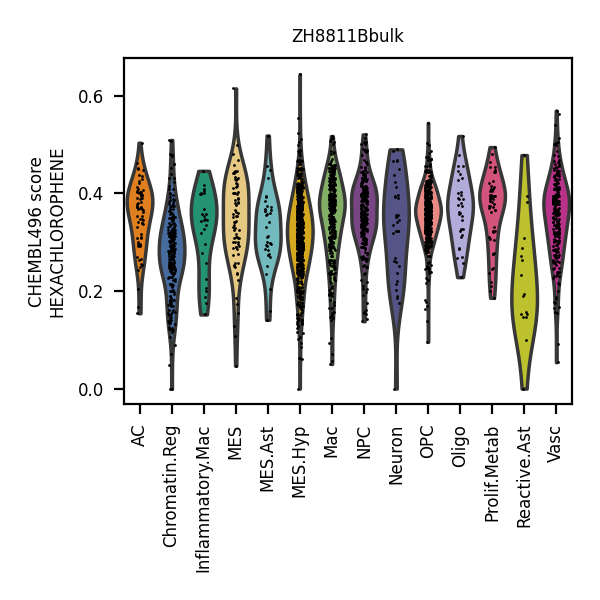 ZH8811Bbulk
CHEMBL496 score
HEXACHLOROPHENE
0.6
0.4
0.2
0.0
AC
Chromatin.Reg
Inflammatory.Mac
MES
MES.Ast
MES.Hyp
Mac
NPC
Neuron
OPC
Oligo
Prolif.Metab
Reactive.Ast
Vasc